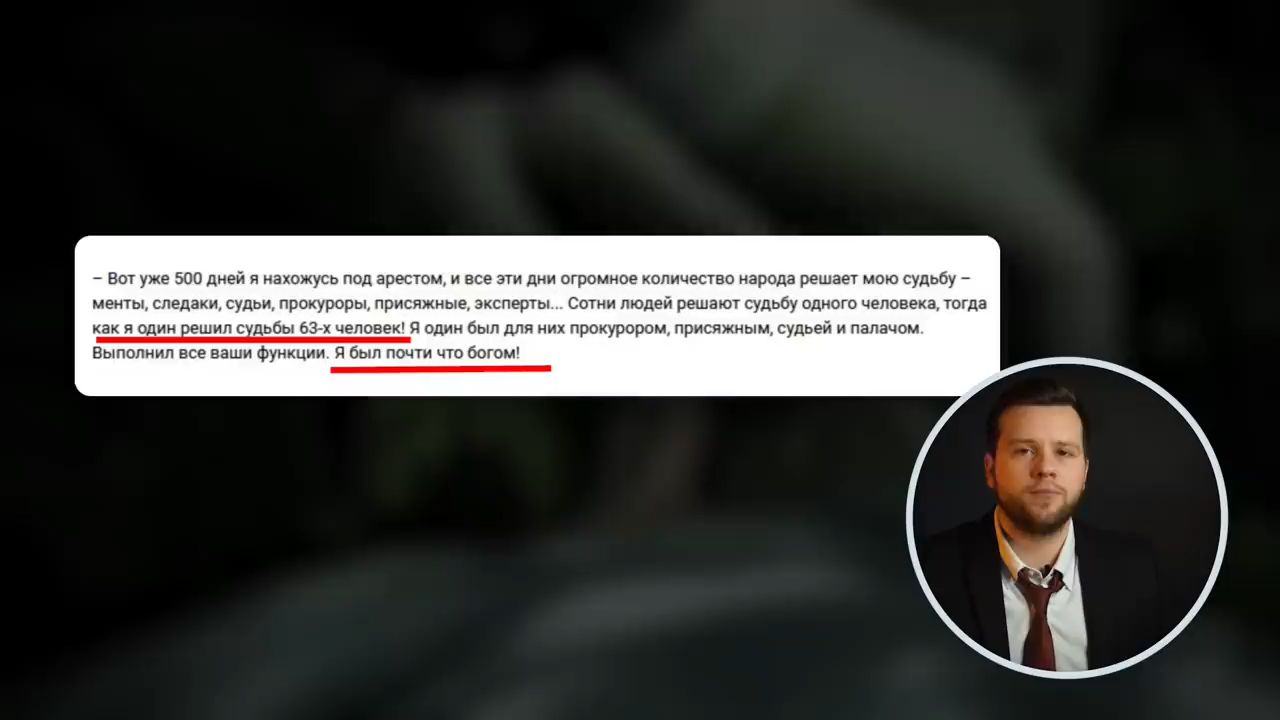 – Вот уже 500 дней я нахожусь под арестом, и все эти дни огромное количество народа решает мою судьбу –
менты, следаки, судьи, прокуроры, присяжные, эксперты... Сотни людей решают судьбу одного человека, тогда
как я один решил судьбы 63-х человек! Я один был для них прокурором, присяжным, судьей и палачом.
Выполнил все ваши функции. Я был почти что богом!